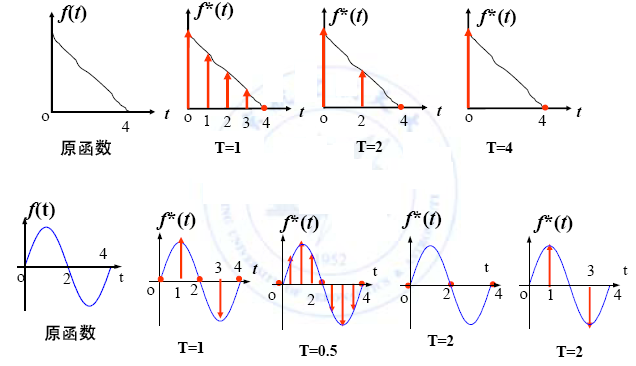 f(t) f*(t) f*(t) f*(t)
o 4 t o 1 2 3 4 t o 2 4 t o 4 t
原函数 T=1 T=2 T=4
f(t) f*(t) f*(t) f*(t) f*(t)
o 2 4 t o 1 2 3 4 t o 2 4 t o 2 4 t o 1 3 4 t
原函数 T=1 T=0.5 T=2 T=2
1952